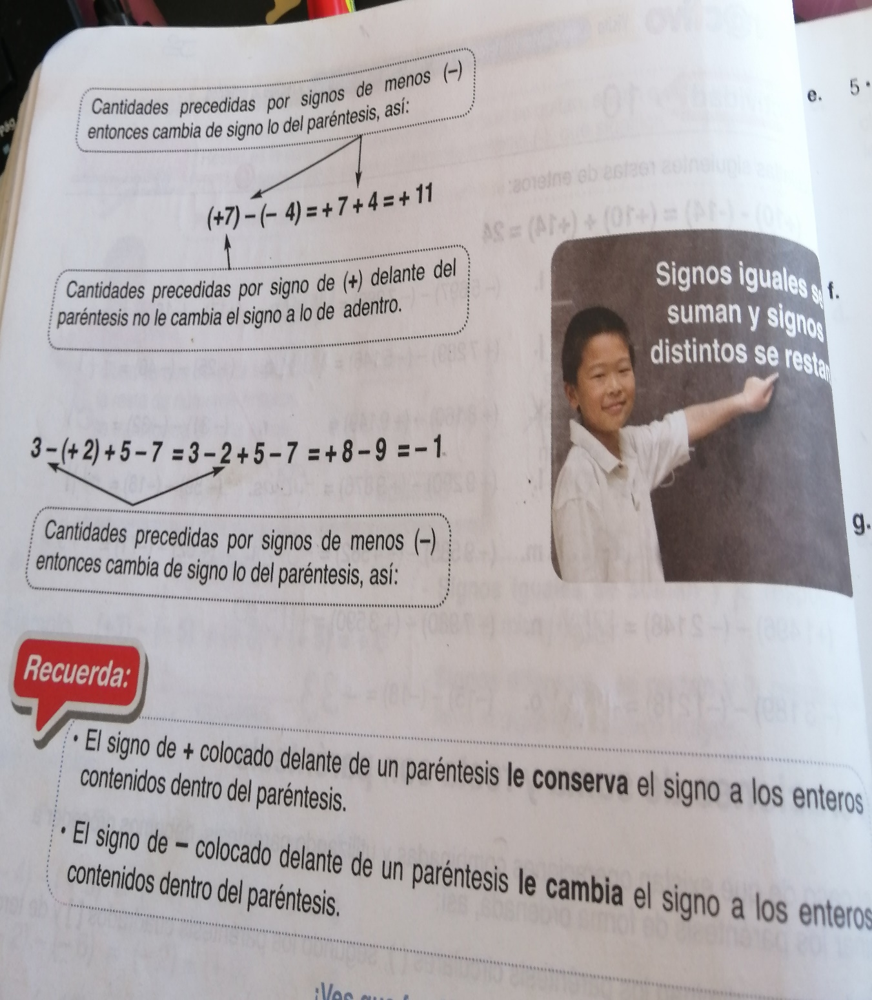 Cantidades precedidas por signos de menos (–)
entonces cambia de signo lo del paréntesis, así:
(+7) – (– 4) = + 7 + 4 = + 11
Cantidades precedidas por signo de (+) delante del
paréntesis no le cambia el signo a lo de adentro.
Signos iguales se
suman y signos
distintos se restan
3 – (+ 2) + 5 – 7 = 3 – 2 + 5 – 7 = + 8 – 9 = – 1
Cantidades precedidas por signos de menos (–)
entonces cambia de signo lo del paréntesis, así:
Recuerda:
• El signo de + colocado delante de un paréntesis le conserva el signo a los enteros
contenidos dentro del paréntesis.
• El signo de – colocado delante de un paréntesis le cambia el signo a los enteros
contenidos dentro del paréntesis.
¡Ves que
e. 5
f.
g.